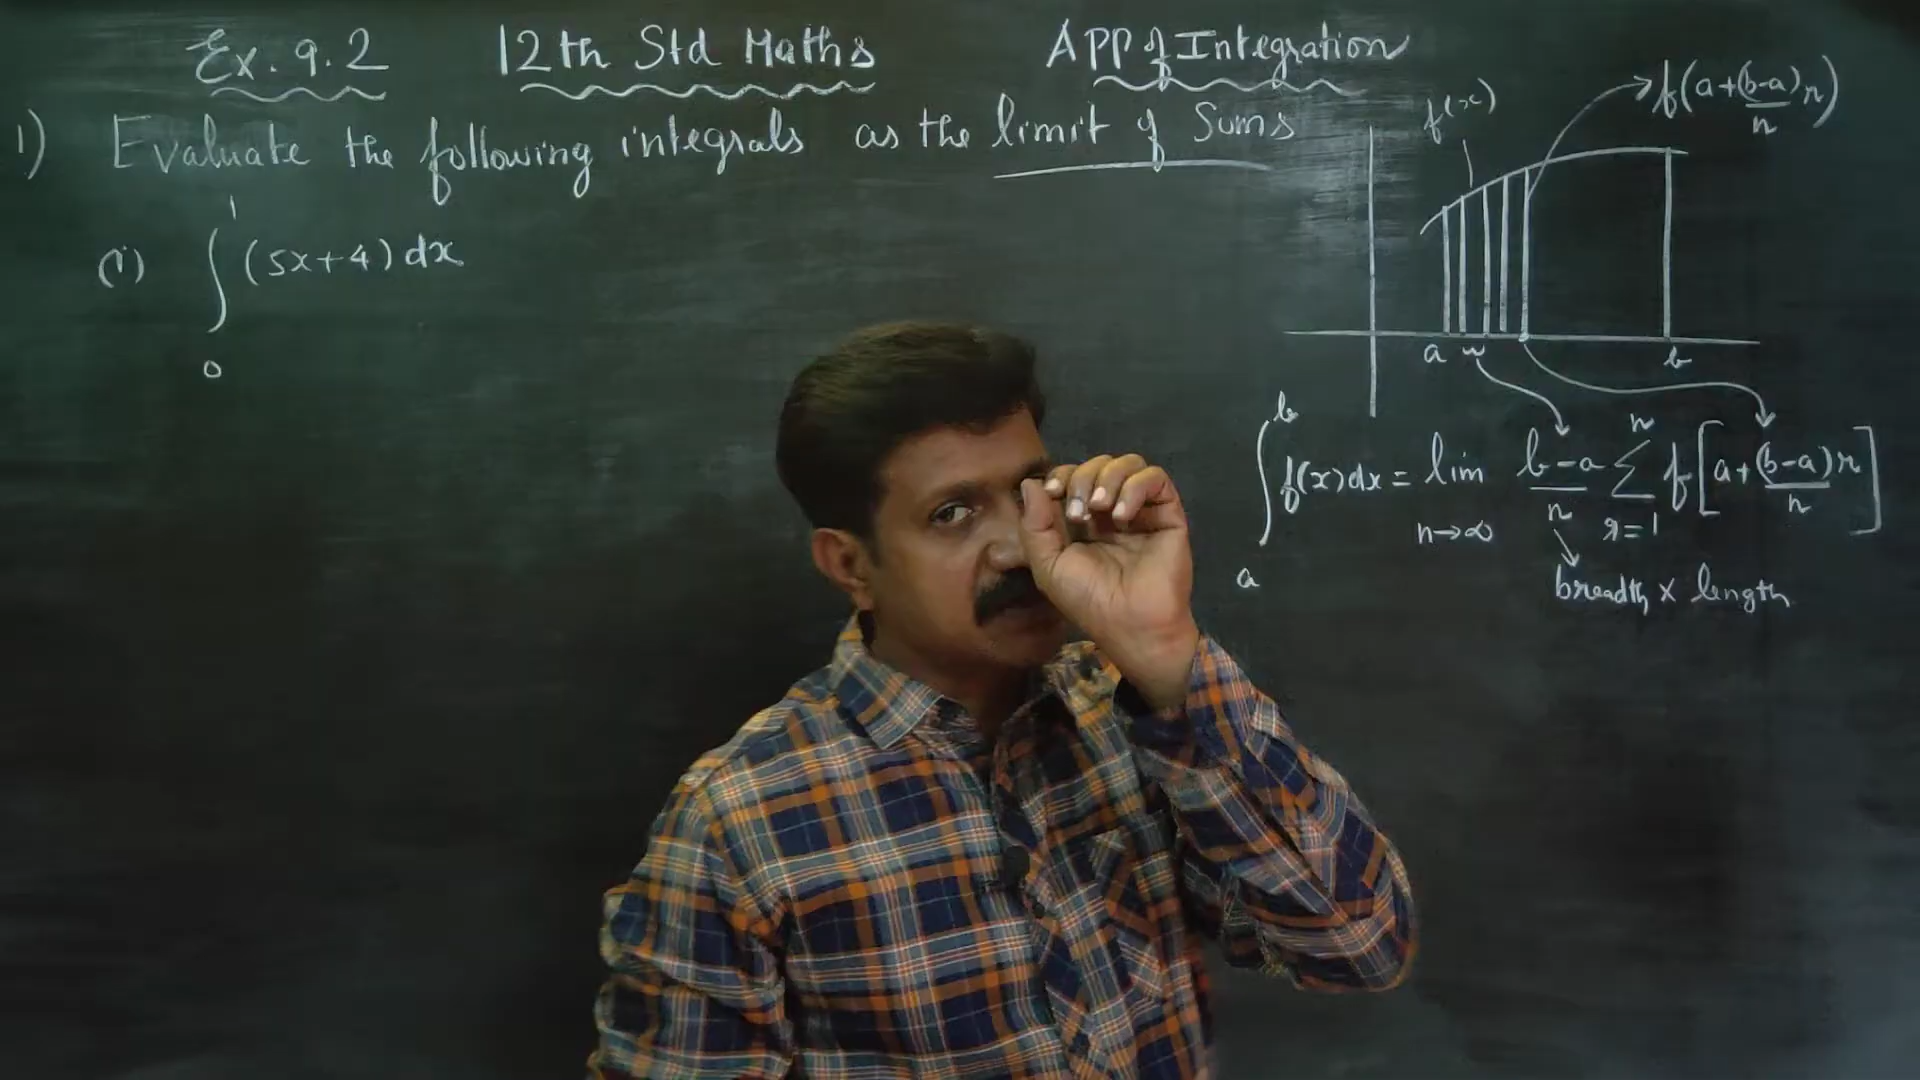 Ex. 9.2 12th Std Maths APP of Integration
1) Evaluate the following integrals as the limit of Sums
(i) ∫₀¹ (5x+4) dx
f(x)
f(a+(b-a)/n r)
a w b
∫ₐᵇ f(x)dx = lim n→∞ (b-a)/n Σ r=1 n f[a+(b-a)/n r]
breadth × length